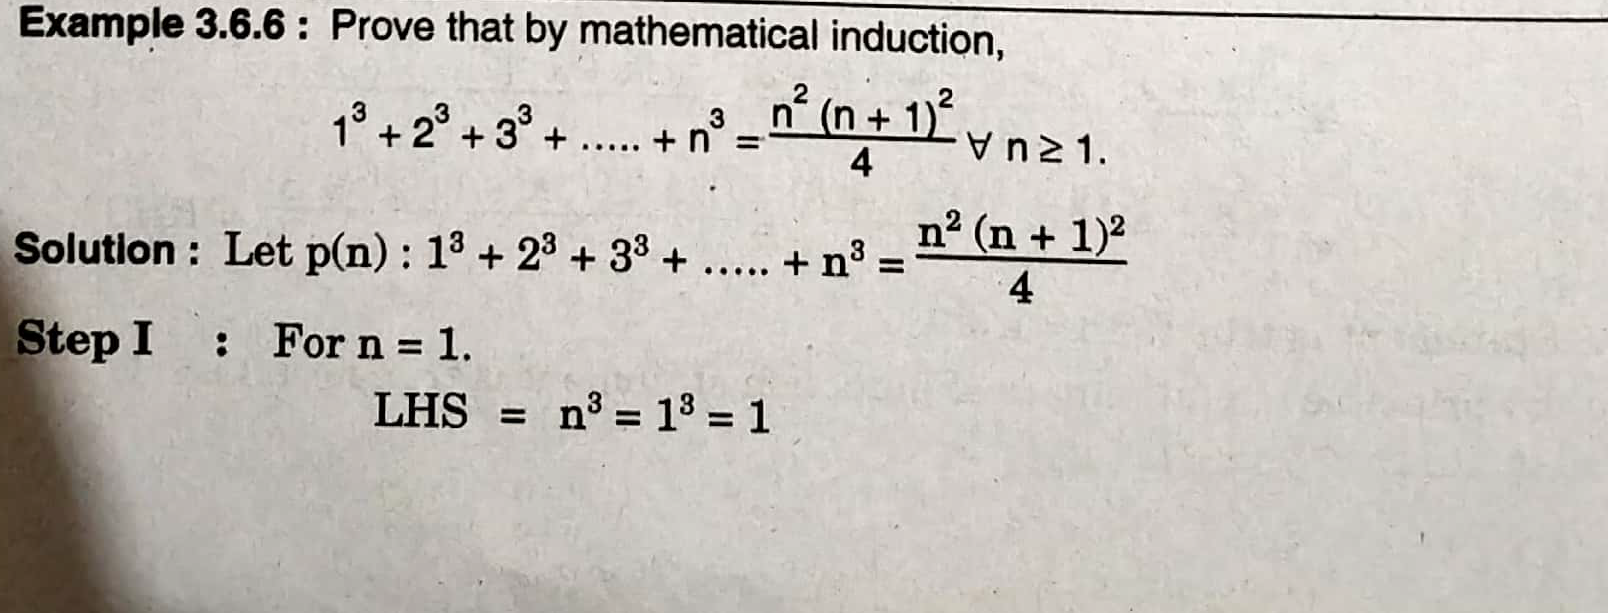 Example 3.6.6 : Prove that by mathematical induction,
1³ + 2³ + 3³ + ..... + n³ = n² (n + 1)² / 4 ∀ n ≥ 1.
Solution : Let p(n) : 1³ + 2³ + 3³ + ..... + n³ = n² (n + 1)² / 4
Step I : For n = 1.
LHS = n³ = 1³ = 1